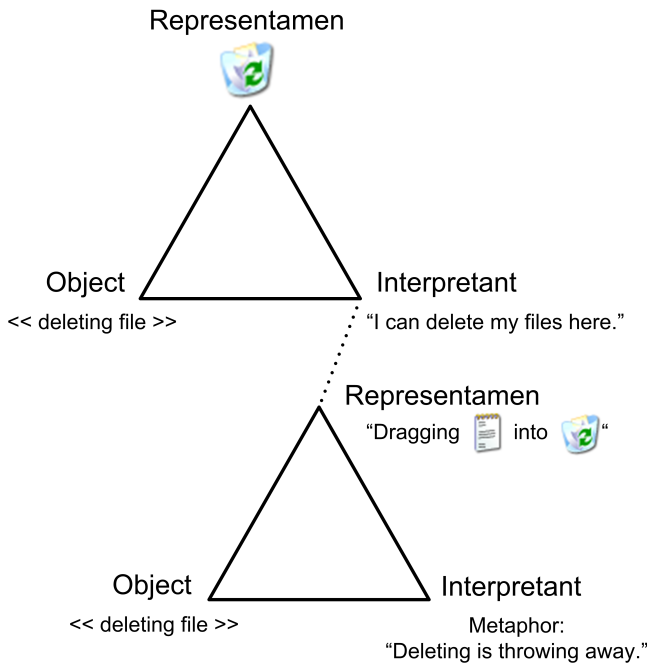 Representamen
Object
Interpretant
<< deleting file >>
“I can delete my files here.”
Representamen
“Dragging into “
Object
Interpretant
<< deleting file >>
Metaphor:
“Deleting is throwing away.”